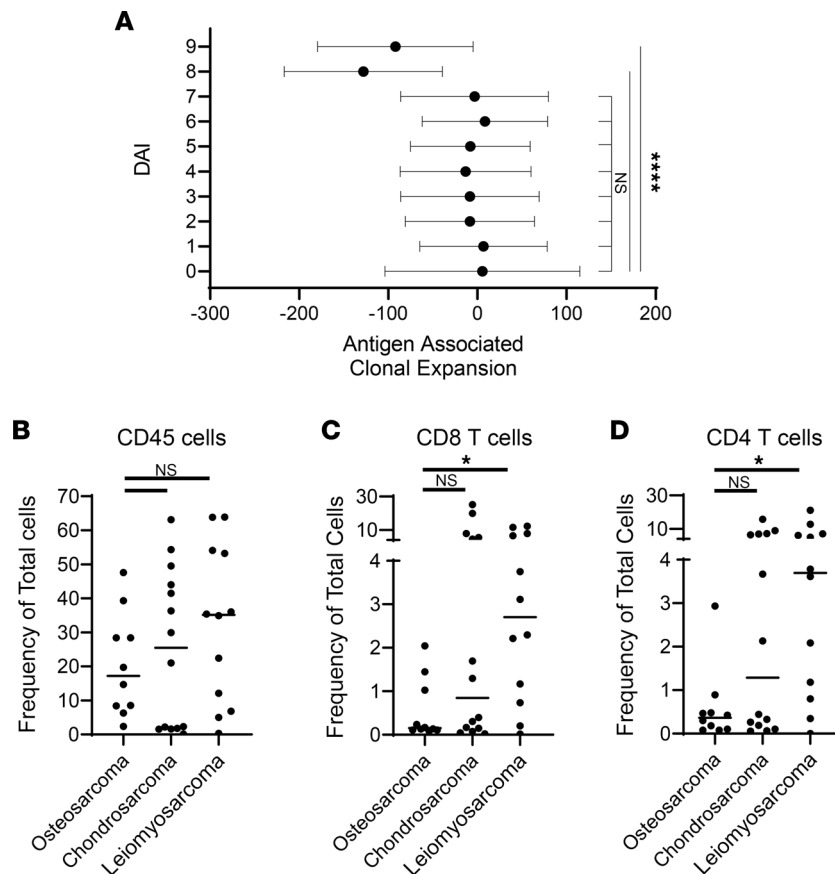 A
9
8
7
6
5
4
3
2
1
0
DAI
NS
****
-300 -200 -100 0 100 200
Antigen Associated
Clonal Expansion
B
CD45 cells
NS
70
60
50
40
30
20
10
0
Frequency of Total cells
Osteosarcoma
Chondrosarcoma
Leiomyosarcoma
C
CD8 T cells
*
NS
30
10
4
3
2
1
0
Frequency of Total Cells
Osteosarcoma
Chondrosarcoma
Leiomyosarcoma
D
CD4 T cells
*
NS
30
10
4
3
2
1
0
Frequency of Total Cells
Osteosarcoma
Chondrosarcoma
Leiomyosarcoma